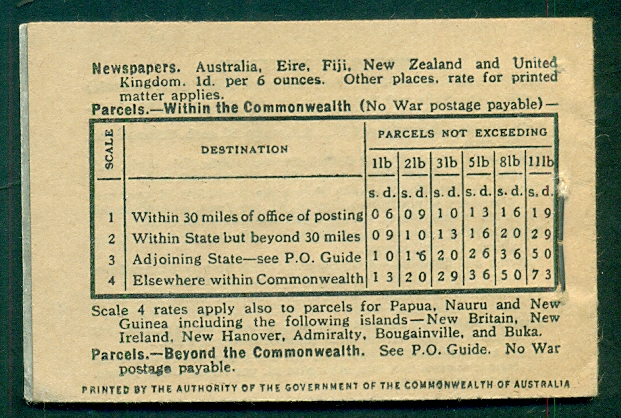 Newspapers. Australia, Eire, Fiji, New Zealand and United
Kingdom. 1d. per 6 ounces. Other places, rate for printed
matter applies.
Parcels.—Within the Commonwealth (No War postage payable)—
SCALE DESTINATION PARCELS NOT EXCEEDING
1lb 2lb 3lb 5lb 8lb 11lb
s. d. s. d. s. d. s. d. s. d. s. d.
1 Within 30 miles of office of posting 0 6 0 9 1 0 1 3 1 6 1 9
2 Within State but beyond 30 miles 0 9 1 0 1 3 1 6 2 0 2 9
3 Adjoining State—see P.O. Guide 1 0 1 6 2 0 2 6 3 6 5 0
4 Elsewhere within Commonwealth 1 3 2 0 2 9 3 6 5 0 7 3
Scale 4 rates apply also to parcels for Papua, Nauru and New
Guinea including the following islands—New Britain, New
Ireland, New Hanover, Admiralty, Bougainville, and Buka.
Parcels.—Beyond the Commonwealth. See P.O. Guide. No War
postage payable.
PRINTED BY THE AUTHORITY OF THE GOVERNMENT OF THE COMMONWEALTH OF AUSTRALIA